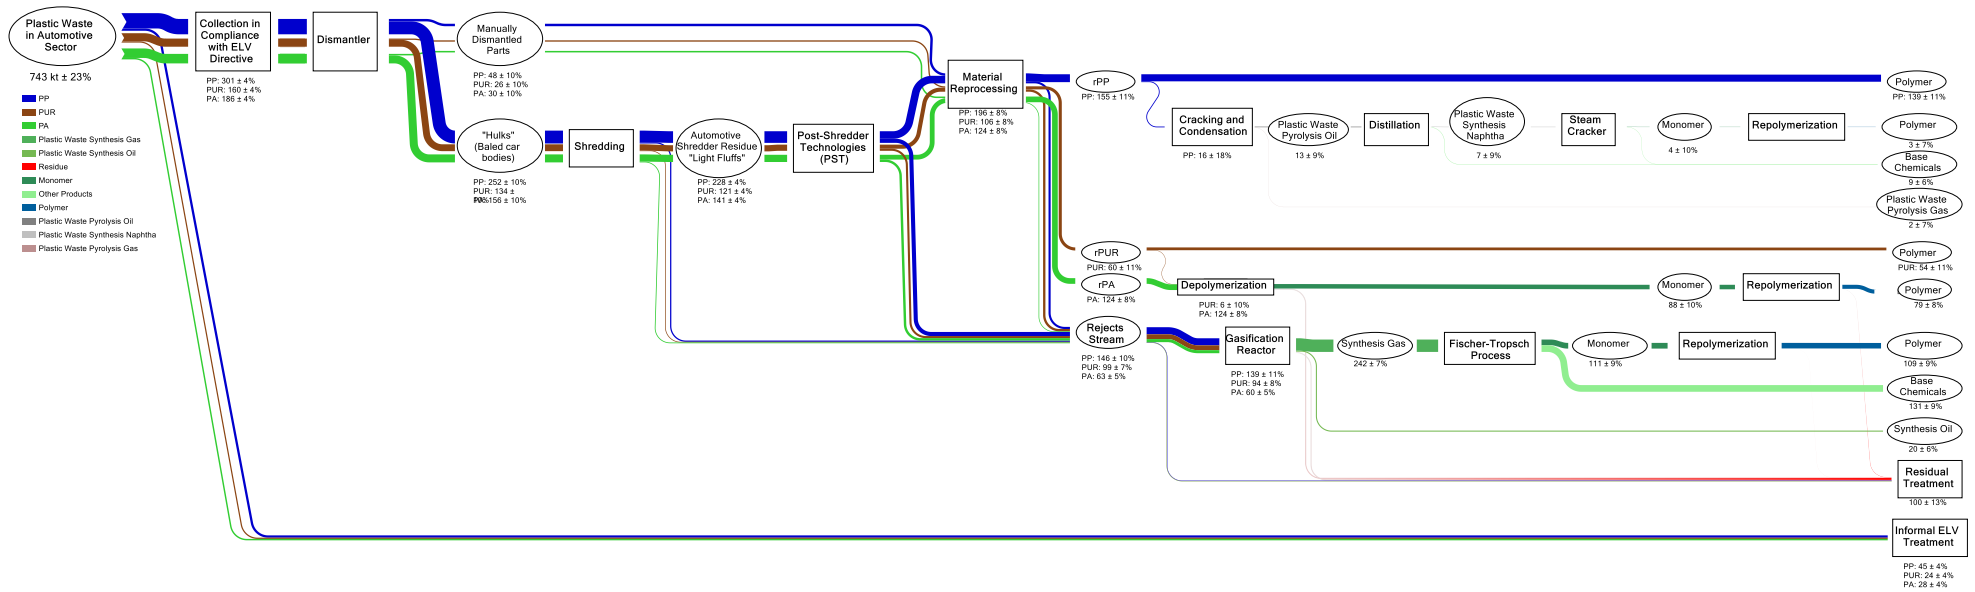 Plastic Waste
in Automotive
Sector
743 kt ± 23%
PP
PUR
PA
Plastic Waste Synthesis Gas
Plastic Waste Synthesis Oil
Residue
Monomer
Other Products
Polymer
Plastic Waste Pyrolysis Oil
Plastic Waste Synthesis Naphtha
Plastic Waste Pyrolysis Gas
Collection in
Compliance
with ELV
Directive
PP: 301 ± 4%
PUR: 160 ± 4%
PA: 186 ± 4%
Dismantler
Manually
Dismantled
Parts
PP: 48 ± 10%
PUR: 26 ± 10%
PA: 30 ± 10%
"Hulks"
(Baled car
bodies)
PP: 252 ± 10%
PUR: 134 ±
PA: 156 ± 10%
Shredding
Automotive
Shredder Residue
"Light Fluffs"
PP: 228 ± 4%
PUR: 121 ± 4%
PA: 141 ± 4%
Post-Shredder
Technologies
(PST)
Material
Reprocessing
PP: 196 ± 8%
PUR: 106 ± 8%
PA: 124 ± 8%
rPP
PP: 155 ± 11%
Cracking and
Condensation
PP: 16 ± 18%
Plastic Waste
Pyrolysis Oil
13 ± 9%
Distillation
Plastic Waste
Synthesis
Naphtha
7 ± 9%
Steam
Cracker
Monomer
4 ± 10%
Repolymerization
Polymer
PP: 139 ± 11%
Polymer
3 ± 7%
Base
Chemicals
9 ± 6%
Plastic Waste
Pyrolysis Gas
2 ± 7%
rPUR
PUR: 60 ± 11%
Polymer
PUR: 54 ± 11%
rPA
PA: 124 ± 8%
Depolymerization
PUR: 6 ± 10%
PA: 124 ± 8%
Monomer
88 ± 10%
Repolymerization
Polymer
79 ± 8%
Rejects
Stream
PP: 146 ± 10%
PUR: 99 ± 7%
PA: 63 ± 5%
Gasification
Reactor
PP: 139 ± 11%
PUR: 94 ± 8%
PA: 60 ± 5%
Synthesis Gas
242 ± 7%
Fischer-Tropsch
Process
Monomer
111 ± 9%
Repolymerization
Polymer
109 ± 9%
Base
Chemicals
131 ± 9%
Synthesis Oil
20 ± 6%
Residual
Treatment
100 ± 13%
Informal ELV
Treatment
PP: 45 ± 4%
PUR: 24 ± 4%
PA: 28 ± 4%